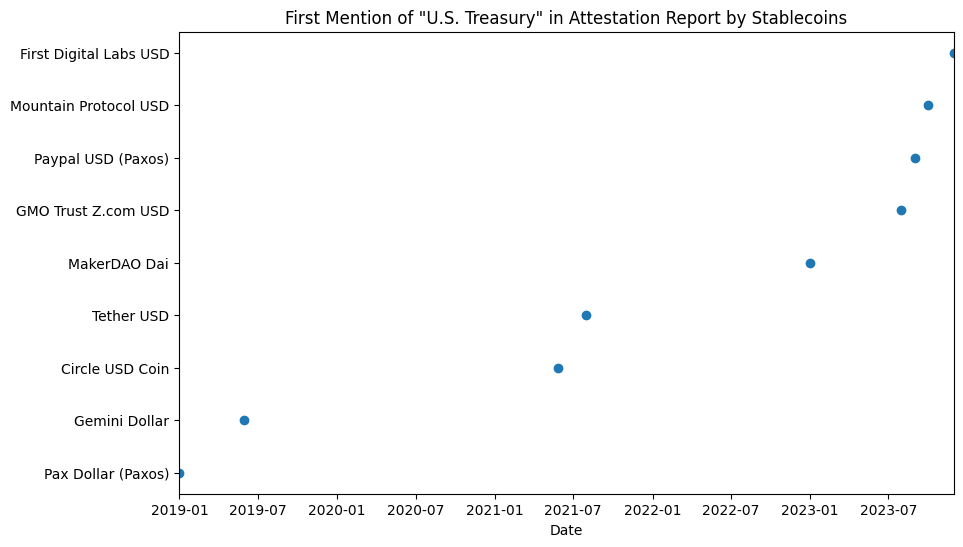 First Mention of "U.S. Treasury" in Attestation Report by Stablecoins
First Digital Labs USD
Mountain Protocol USD
Paypal USD (Paxos)
GMO Trust Z.com USD
MakerDAO Dai
Tether USD
Circle USD Coin
Gemini Dollar
Pax Dollar (Paxos)
2019-01 2019-07 2020-01 2020-07 2021-01 2021-07 2022-01 2022-07 2023-01 2023-07
Date